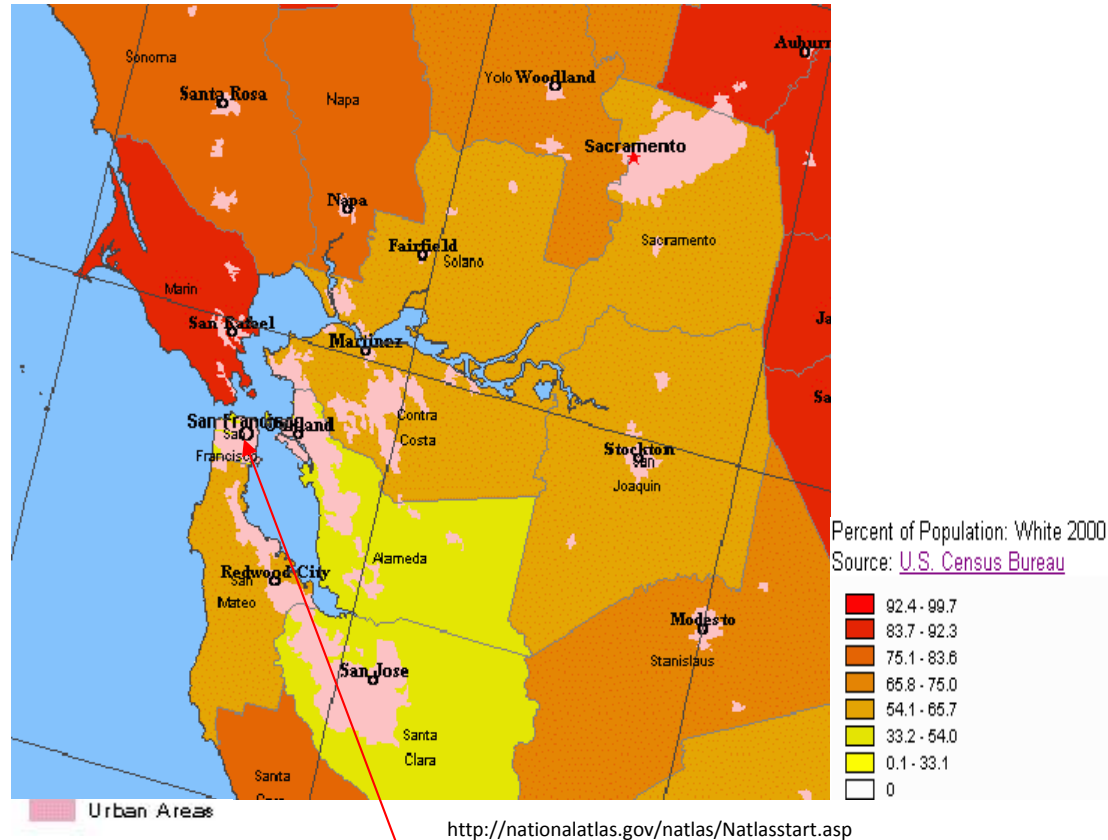 Sonoma
Santa Rosa
Napa
Yolo Woodland
Auburn
Sacramento
Sacramento
Napa
Fairfield
Solano
Marin
San Rafael
Martinez
Contra
Costa
San Francisco
San
Francisco
Stockton
San
Joaquin
Alameda
Redwood City
San
Mateo
Modesto
Stanislaus
San Jose
Santa
Clara
Santa
Ja
Sa
Percent of Population: White 2000
Source: U.S. Census Bureau
92.4 - 99.7
83.7 - 92.3
75.1 - 83.6
65.8 - 75.0
54.1 - 65.7
33.2 - 54.0
0.1 - 33.1
0
Urban Areas
http://nationalatlas.gov/natlas/Natlasstart.asp